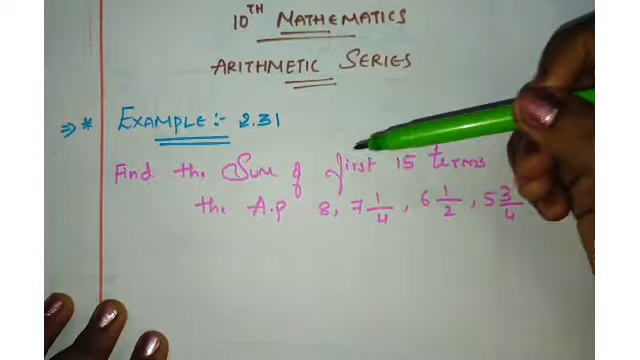 10TH MATHEMATICS
ARITHMETIC SERIES
⇒ * EXAMPLE:- 2.31
Find the Sum of first 15 terms
the A.P 8, 7 1/4, 6 1/2, 5 3/4